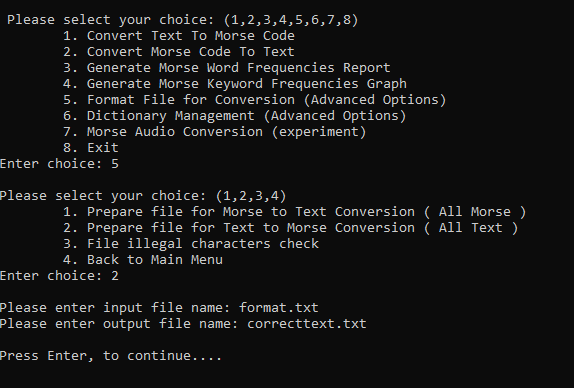 Please select your choice: (1,2,3,4,5,6,7,8)
1. Convert Text To Morse Code
2. Convert Morse Code To Text
3. Generate Morse Word Frequencies Report
4. Generate Morse Keyword Frequencies Graph
5. Format File for Conversion (Advanced Options)
6. Dictionary Management (Advanced Options)
7. Morse Audio Conversion (experiment)
8. Exit
Enter choice: 5
Please select your choice: (1,2,3,4)
1. Prepare file for Morse to Text Conversion ( All Morse )
2. Prepare file for Text to Morse Conversion ( All Text )
3. File illegal characters check
4. Back to Main Menu
Enter choice: 2
Please enter input file name: format.txt
Please enter output file name: correcttext.txt
Press Enter, to continue....